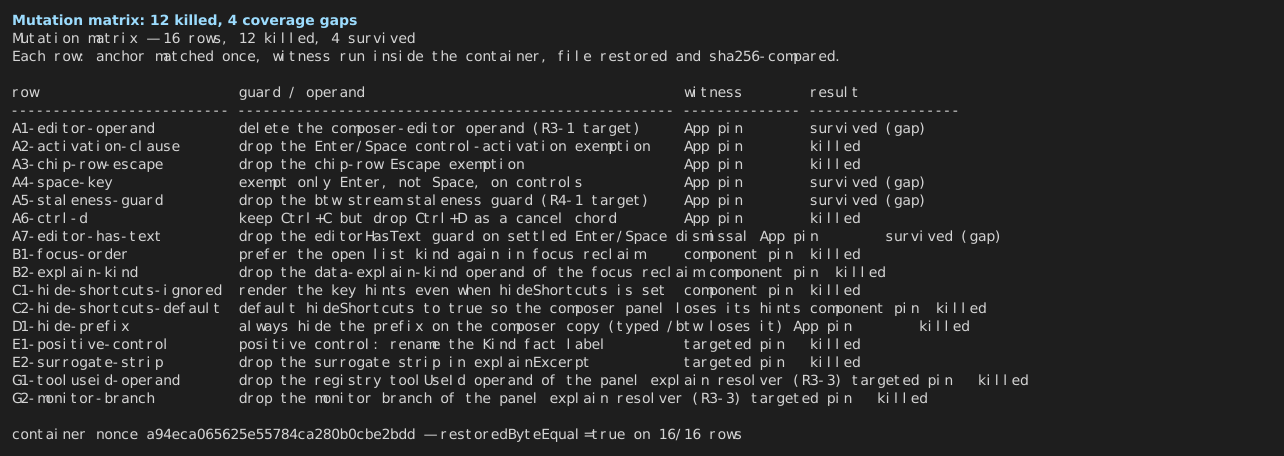 Mutation matrix: 12 killed, 4 coverage gaps
Mutation matrix — 16 rows, 12 killed, 4 survived
Each row: anchor matched once, witness run inside the container, file restored and sha256-compared.
row guard / operand witness result
-------------------------- ---------------------------------------------------- -------------- ------------------
A1-editor-operand delete the composer-editor operand (R3-1 target) App pin survived (gap)
A2-activation-clause drop the Enter/Space control-activation exemption App pin killed
A3-chip-row-escape drop the chip-row Escape exemption App pin killed
A4-space-key exempt only Enter, not Space, on controls App pin survived (gap)
A5-staleness-guard drop the btw stream staleness guard (R4-1 target) App pin survived (gap)
A6-ctrl-d keep Ctrl+C but drop Ctrl+D as a cancel chord App pin killed
A7-editor-has-text drop the editorHasText guard on settled Enter/Space dismissal App pin survived (gap)
B1-focus-order prefer the open list kind again in focus reclaim component pin killed
B2-explain-kind drop the data-explain-kind operand of the focus reclaim component pin killed
C1-hide-shortcuts-ignored render the key hints even when hideShortcuts is set component pin killed
C2-hide-shortcuts-default default hideShortcuts to true so the composer panel loses its hints component pin killed
D1-hide-prefix always hide the prefix on the composer copy (typed /btw loses it) App pin killed
E1-positive-control positive control: rename the Kind fact label targeted pin killed
E2-surrogate-strip drop the surrogate strip in explainExcerpt targeted pin killed
G1-tooluseid-operand drop the registry toolUseId operand of the panel explain resolver (R3-3) targeted pin killed
G2-monitor-branch drop the monitor branch of the panel explain resolver (R3-3) targeted pin killed
container nonce a94eca065625e55784ca280b0cbe2bdd — restoredByteEqual=true on 16/16 rows